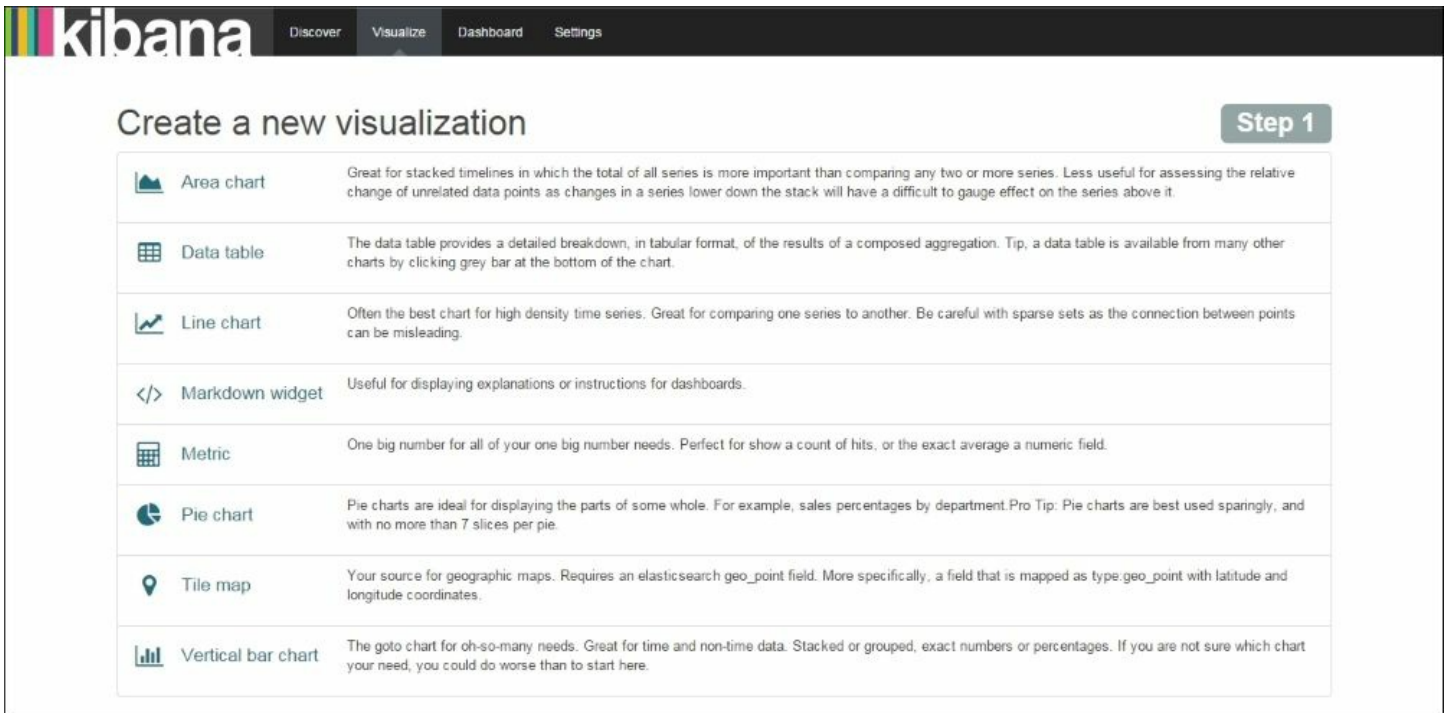 kibana Discover Visualize Dashboard Settings
Create a new visualization Step 1
Area chart
Great for stacked timelines in which the total of all series is more important than comparing any two or more series. Less useful for assessing the relative
change of unrelated data points as changes in a series lower down the stack will have a difficult to gauge effect on the series above it.
Data table
The data table provides a detailed breakdown, in tabular format, of the results of a composed aggregation. Tip, a data table is available from many other
charts by clicking grey bar at the bottom of the chart.
Line chart
Often the best chart for high density time series. Great for comparing one series to another. Be careful with sparse sets as the connection between points
can be misleading.
Markdown widget
Useful for displaying explanations or instructions for dashboards.
Metric
One big number for all of your one big number needs. Perfect for show a count of hits, or the exact average a numeric field.
Pie chart
Pie charts are ideal for displaying the parts of some whole. For example, sales percentages by department.Pro Tip: Pie charts are best used sparingly, and
with no more than 7 slices per pie.
Tile map
Your source for geographic maps. Requires an elasticsearch geo_point field. More specifically, a field that is mapped as type:geo_point with latitude and
longitude coordinates.
Vertical bar chart
The goto chart for oh-so-many needs. Great for time and non-time data. Stacked or grouped, exact numbers or percentages. If you are not sure which chart
your need, you could do worse than to start here.